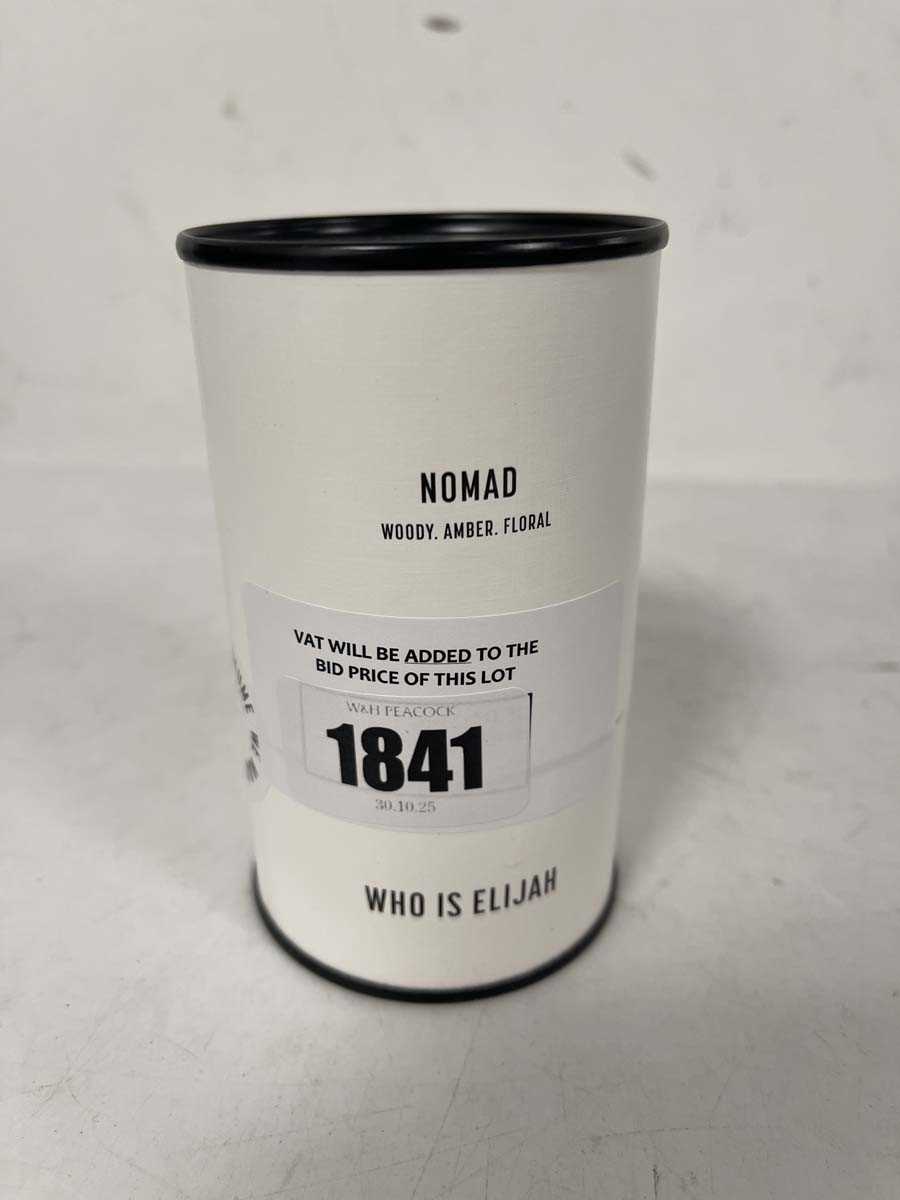 NOMAD
WOODY. AMBER. FLORAL
VAT WILL BE ADDED TO THE
BID PRICE OF THIS LOT
W&H PEACOCK
1841
30.10.25
WHO IS ELIJAH